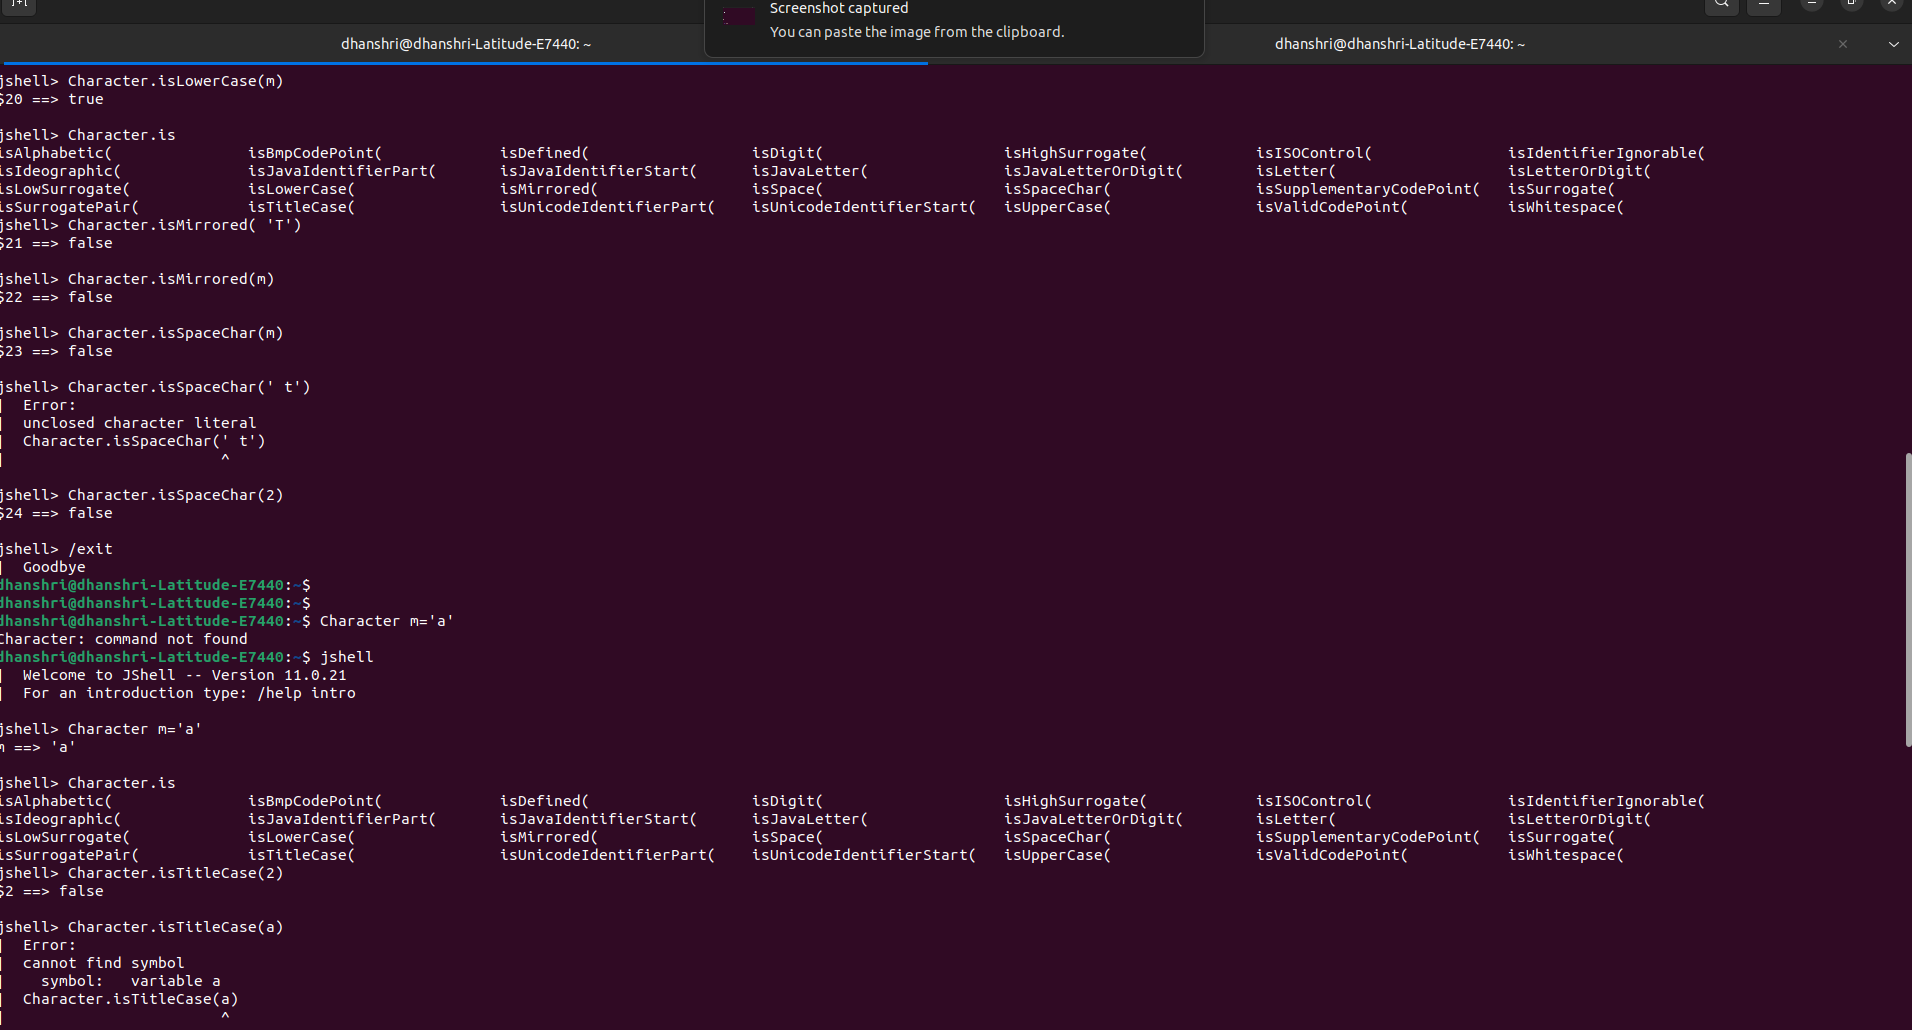 Screenshot captured
You can paste the image from the clipboard.
dhanshri@dhanshri-Latitude-E7440: ~
dhanshri@dhanshri-Latitude-E7440: ~
jshell> Character.isLowerCase(m)
$20 ==> true
jshell> Character.is
isAlphabetic( isBmpCodePoint( isDefined( isDigit( isHighSurrogate( isISOControl( isIdentifierIgnorable(
isIdeographic( isJavaIdentifierPart( isJavaIdentifierStart( isJavaLetter( isJavaLetterOrDigit( isLetter( isLetterOrDigit(
isLowSurrogate( isLowerCase( isMirrored( isSpace( isSpaceChar( isSupplementaryCodePoint( isSurrogate(
isSurrogatePair( isTitleCase( isUnicodeIdentifierPart( isUnicodeIdentifierStart( isUpperCase( isValidCodePoint( isWhitespace(
jshell> Character.isMirrored( 'T')
$21 ==> false
jshell> Character.isMirrored(m)
$22 ==> false
jshell> Character.isSpaceChar(m)
$23 ==> false
jshell> Character.isSpaceChar(' t')
| Error:
| unclosed character literal
| Character.isSpaceChar(' t')
| ^
jshell> Character.isSpaceChar(2)
$24 ==> false
jshell> /exit
| Goodbye
dhanshri@dhanshri-Latitude-E7440:~$
dhanshri@dhanshri-Latitude-E7440:~$
dhanshri@dhanshri-Latitude-E7440:~$ Character m='a'
Character: command not found
dhanshri@dhanshri-Latitude-E7440:~$ jshell
| Welcome to JShell -- Version 11.0.21
| For an introduction type: /help intro
jshell> Character m='a'
m ==> 'a'
jshell> Character.is
isAlphabetic( isBmpCodePoint( isDefined( isDigit( isHighSurrogate( isISOControl( isIdentifierIgnorable(
isIdeographic( isJavaIdentifierPart( isJavaIdentifierStart( isJavaLetter( isJavaLetterOrDigit( isLetter( isLetterOrDigit(
isLowSurrogate( isLowerCase( isMirrored( isSpace( isSpaceChar( isSupplementaryCodePoint( isSurrogate(
isSurrogatePair( isTitleCase( isUnicodeIdentifierPart( isUnicodeIdentifierStart( isUpperCase( isValidCodePoint( isWhitespace(
jshell> Character.isTitleCase(2)
$2 ==> false
jshell> Character.isTitleCase(a)
| Error:
| cannot find symbol
| symbol: variable a
| Character.isTitleCase(a)
| ^